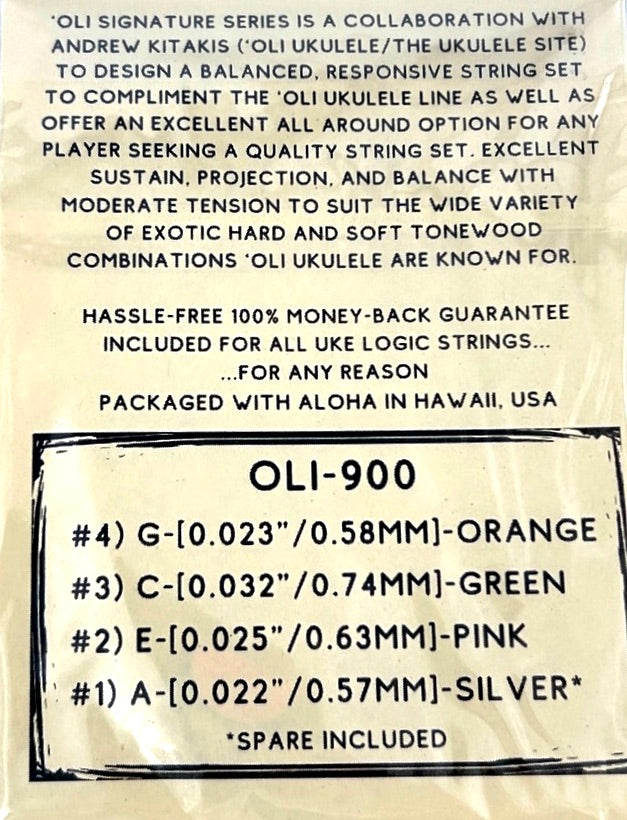 'OLI SIGNATURE SERIES IS A COLLABORATION WITH
ANDREW KITAKIS ('OLI UKULELE/THE UKULELE SITE)
TO DESIGN A BALANCED, RESPONSIVE STRING SET
TO COMPLIMENT THE 'OLI UKULELE LINE AS WELL AS
OFFER AN EXCELLENT ALL AROUND OPTION FOR ANY
PLAYER SEEKING A QUALITY STRING SET. EXCELLENT
SUSTAIN, PROJECTION, AND BALANCE WITH
MODERATE TENSION TO SUIT THE WIDE VARIETY
OF EXOTIC HARD AND SOFT TONEWOOD
COMBINATIONS 'OLI UKULELE ARE KNOWN FOR.
HASSLE-FREE 100% MONEY-BACK GUARANTEE
INCLUDED FOR ALL UKE LOGIC STRINGS...
...FOR ANY REASON
PACKAGED WITH ALOHA IN HAWAII, USA
OLI-900
#4) G-[0.023"/0.58MM]-ORANGE
#3) C-[0.032"/0.74MM]-GREEN
#2) E-[0.025"/0.63MM]-PINK
#1) A-[0.022"/0.57MM]-SILVER*
*SPARE INCLUDED